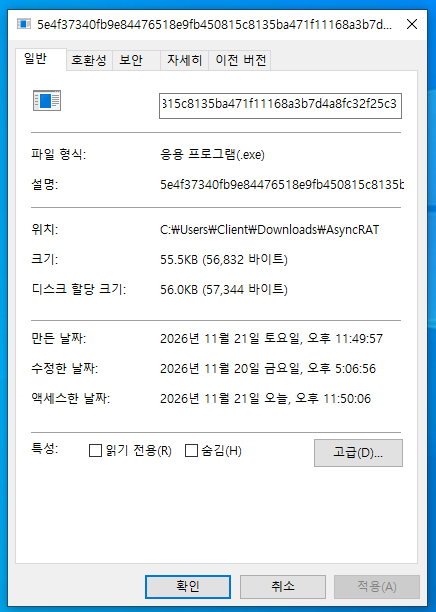 5e4f37340fb9e84476518e9fb450815c8135ba471f11168a3b7d...
일반 호환성 보안 자세히 이전 버전
315c8135ba471f11168a3b7d4a8fc32f25c3
파일 형식: 응용 프로그램(.exe)
설명: 5e4f37340fb9e84476518e9fb450815c8135b
위치: C:₩Users₩Client₩Downloads₩AsyncRAT
크기: 55.5KB (56,832 바이트)
디스크 할당 크기: 56.0KB (57,344 바이트)
만든 날짜: 2026년 11월 21일 토요일, 오후 11:49:57
수정한 날짜: 2026년 11월 20일 금요일, 오후 5:06:56
액세스한 날짜: 2026년 11월 21일 오늘, 오후 11:50:06
특성: 읽기 전용(R) 숨김(H) 고급(D)...
확인 취소 적용(A)